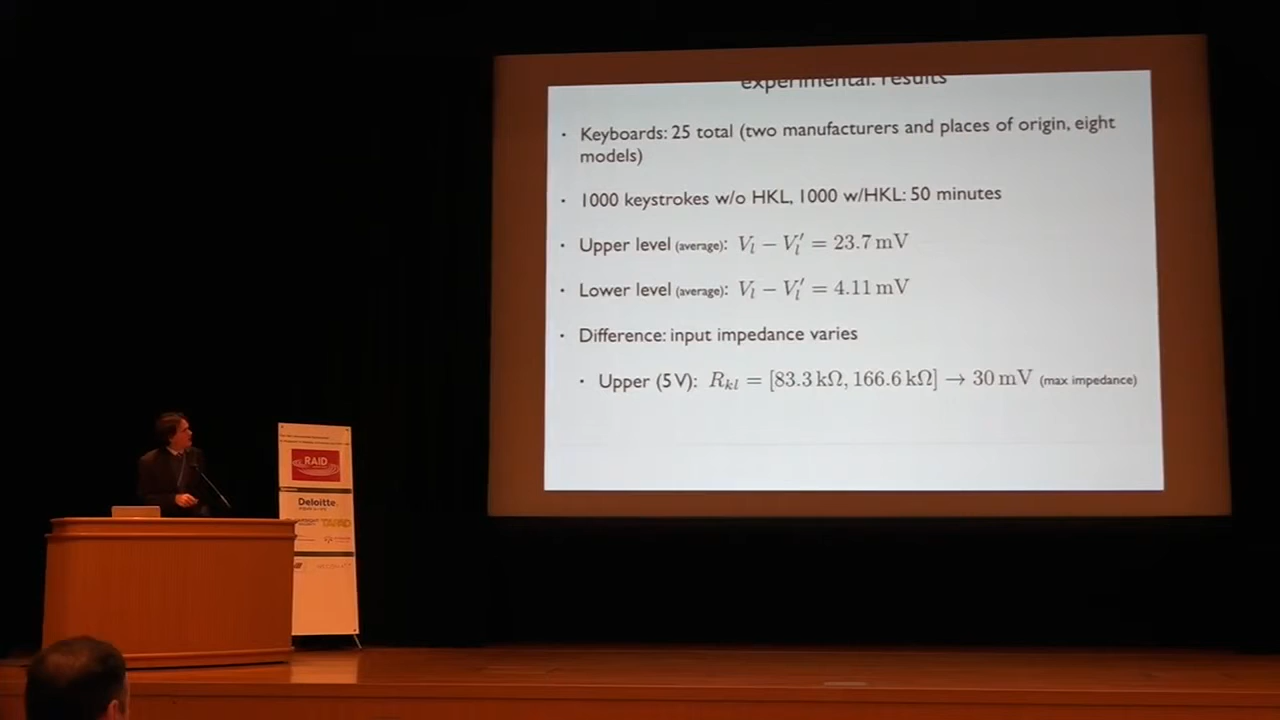 experimental: results
• Keyboards: 25 total (two manufacturers and places of origin, eight
models)
• 1000 keystrokes w/o HKL, 1000 w/HKL: 50 minutes
• Upper level (average): V_l − V_l′ = 23.7 mV
• Lower level (average): V_l − V_l′ = 4.11 mV
• Difference: input impedance varies
• Upper (5 V): R_kl = [83.3 kΩ, 166.6 kΩ] → 30 mV (max impedance)
RAID
Deloitte.